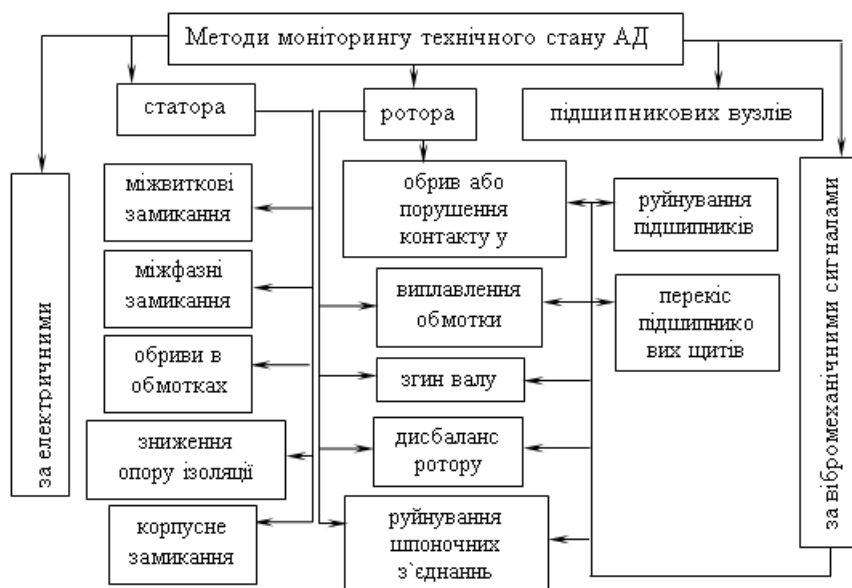 Методи моніторингу технічного стану АД
статора
ротора
підшипникових вузлів
за електричними
міжвиткові
замикання
міжфазні
замикання
обриви в
обмотках
зниження
опору ізоляції
корпусне
замикання
обрив або
порушення
контакту у
виплавлення
обмотки
згин валу
дисбаланс
ротору
руйнування
шпоночних
з`єднаннь
руйнування
підшипників
перекіс
підшипнико
вих щитів
за вібромеханічними сигналами